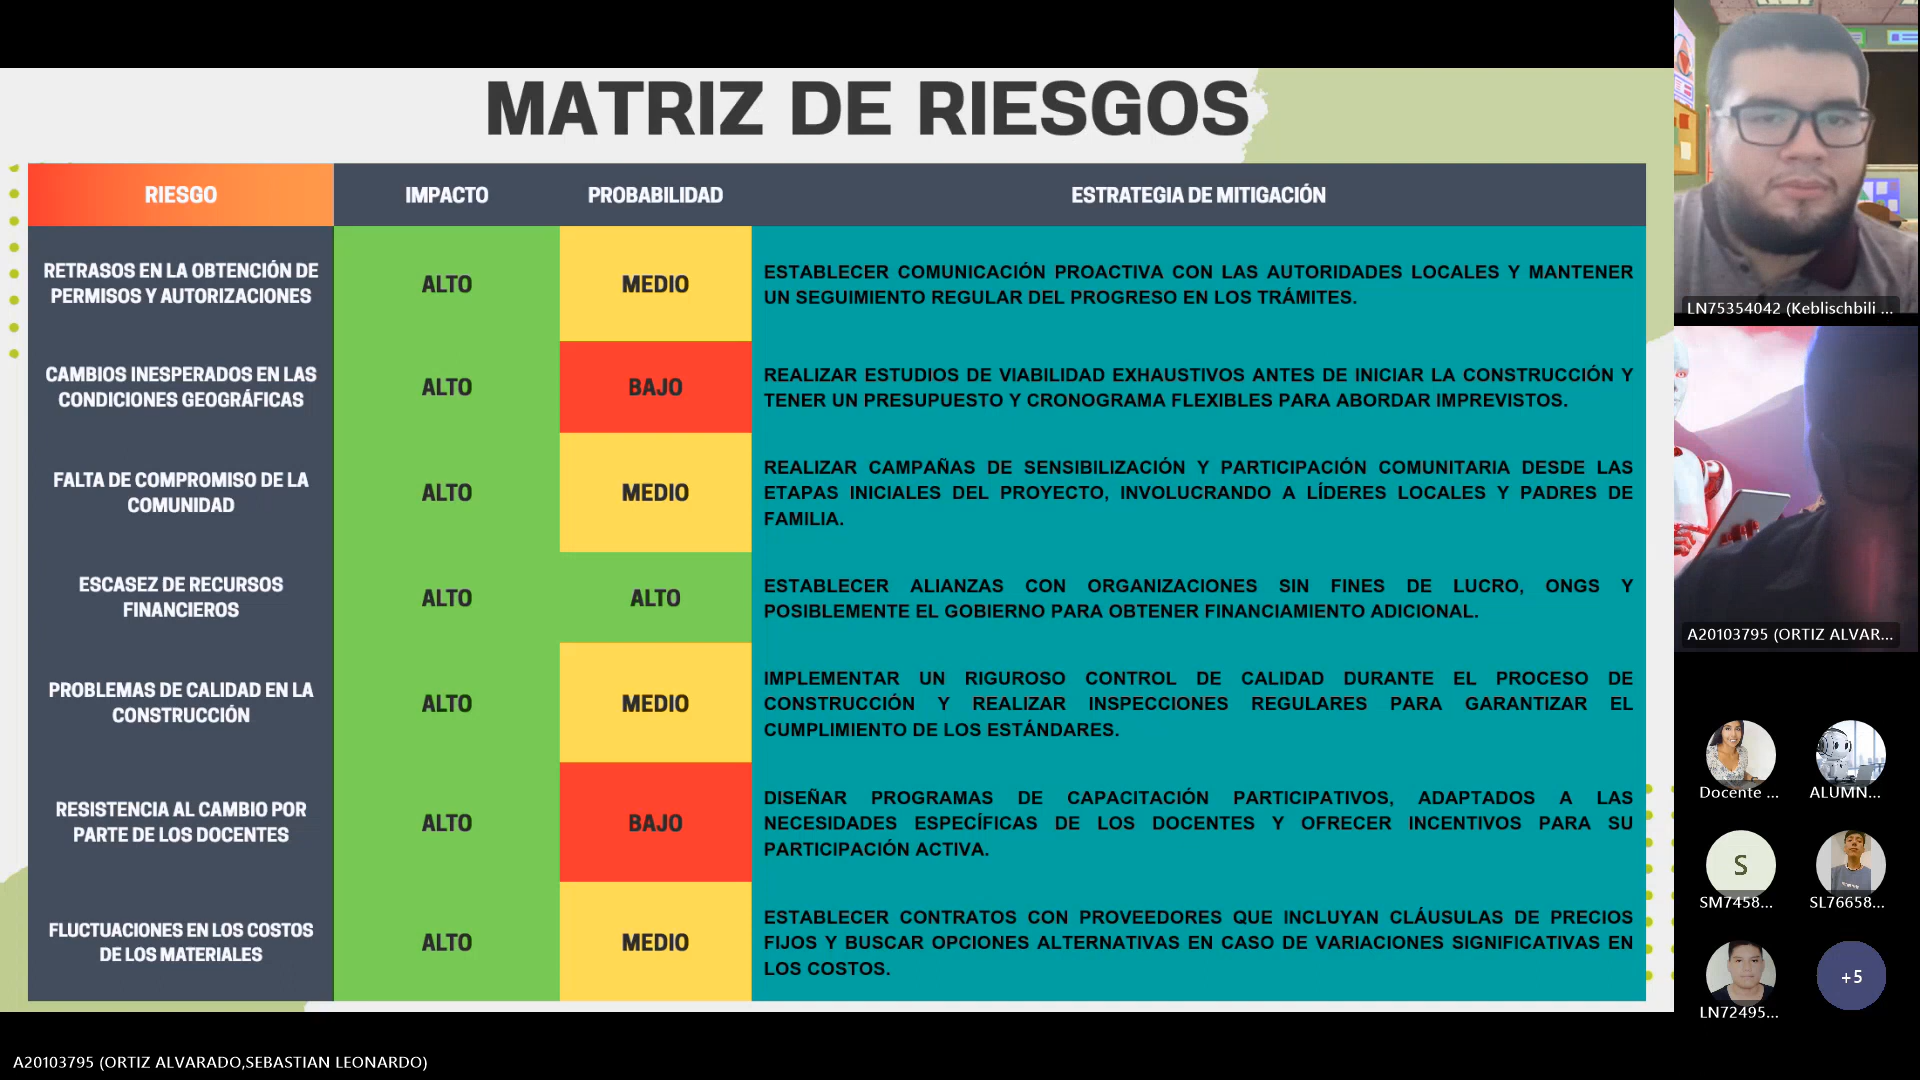 MATRIZ DE RIESGOS
RIESGO
IMPACTO
PROBABILIDAD
ESTRATEGIA DE MITIGACIÓN
RETRASOS EN LA OBTENCIÓN DE
PERMISOS Y AUTORIZACIONES
ALTO
MEDIO
ESTABLECER COMUNICACIÓN PROACTIVA CON LAS AUTORIDADES LOCALES Y MANTENER
UN SEGUIMIENTO REGULAR DEL PROGRESO EN LOS TRÁMITES.
CAMBIOS INESPERADOS EN LAS
CONDICIONES GEOGRÁFICAS
ALTO
BAJO
REALIZAR ESTUDIOS DE VIABILIDAD EXHAUSTIVOS ANTES DE INICIAR LA CONSTRUCCIÓN Y
TENER UN PRESUPUESTO Y CRONOGRAMA FLEXIBLES PARA ABORDAR IMPREVISTOS.
FALTA DE COMPROMISO DE LA
COMUNIDAD
ALTO
MEDIO
REALIZAR CAMPAÑAS DE SENSIBILIZACIÓN Y PARTICIPACIÓN COMUNITARIA DESDE LAS
ETAPAS INICIALES DEL PROYECTO, INVOLUCRANDO A LÍDERES LOCALES Y PADRES DE
FAMILIA.
ESCASEZ DE RECURSOS
FINANCIEROS
ALTO
ALTO
ESTABLECER ALIANZAS CON ORGANIZACIONES SIN FINES DE LUCRO, ONGS Y
POSIBLEMENTE EL GOBIERNO PARA OBTENER FINANCIAMIENTO ADICIONAL.
PROBLEMAS DE CALIDAD EN LA
CONSTRUCCIÓN
ALTO
MEDIO
IMPLEMENTAR UN RIGUROSO CONTROL DE CALIDAD DURANTE EL PROCESO DE
CONSTRUCCIÓN Y REALIZAR INSPECCIONES REGULARES PARA GARANTIZAR EL
CUMPLIMIENTO DE LOS ESTÁNDARES.
RESISTENCIA AL CAMBIO POR
PARTE DE LOS DOCENTES
ALTO
BAJO
DISEÑAR PROGRAMAS DE CAPACITACIÓN PARTICIPATIVOS, ADAPTADOS A LAS
NECESIDADES ESPECÍFICAS DE LOS DOCENTES Y OFRECER INCENTIVOS PARA SU
PARTICIPACIÓN ACTIVA.
FLUCTUACIONES EN LOS COSTOS
DE LOS MATERIALES
ALTO
MEDIO
ESTABLECER CONTRATOS CON PROVEEDORES QUE INCLUYAN CLÁUSULAS DE PRECIOS
FIJOS Y BUSCAR OPCIONES ALTERNATIVAS EN CASO DE VARIACIONES SIGNIFICATIVAS EN
LOS COSTOS.
LN75354042 (Keblischbili ...
A20103795 (ORTIZ ALVAR...
Docente ...
ALUMN...
S
SM7458...
SL76658...
LN72495...
+5
A20103795 (ORTIZ ALVARADO,SEBASTIAN LEONARDO)